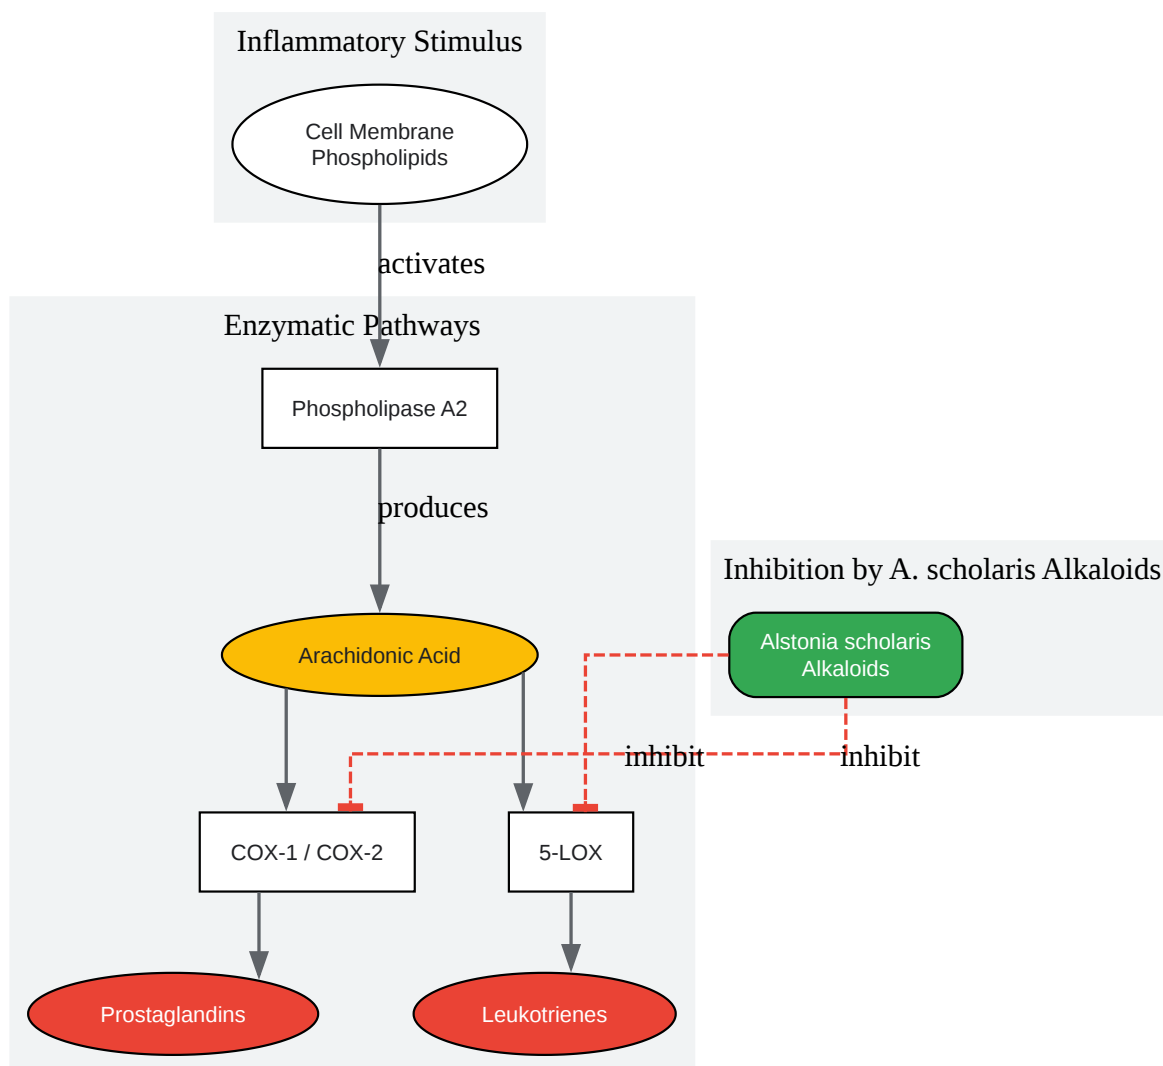 Inflammatory Stimulus
Cell Membrane
Phospholipids
activates
Enzymatic Pathways
Phospholipase A2
produces
Inhibition by A. scholaris Alkaloids
Arachidonic Acid
Alstonia scholaris
Alkaloids
inhibit
inhibit
COX-1 / COX-2
5-LOX
Prostaglandins
Leukotrienes